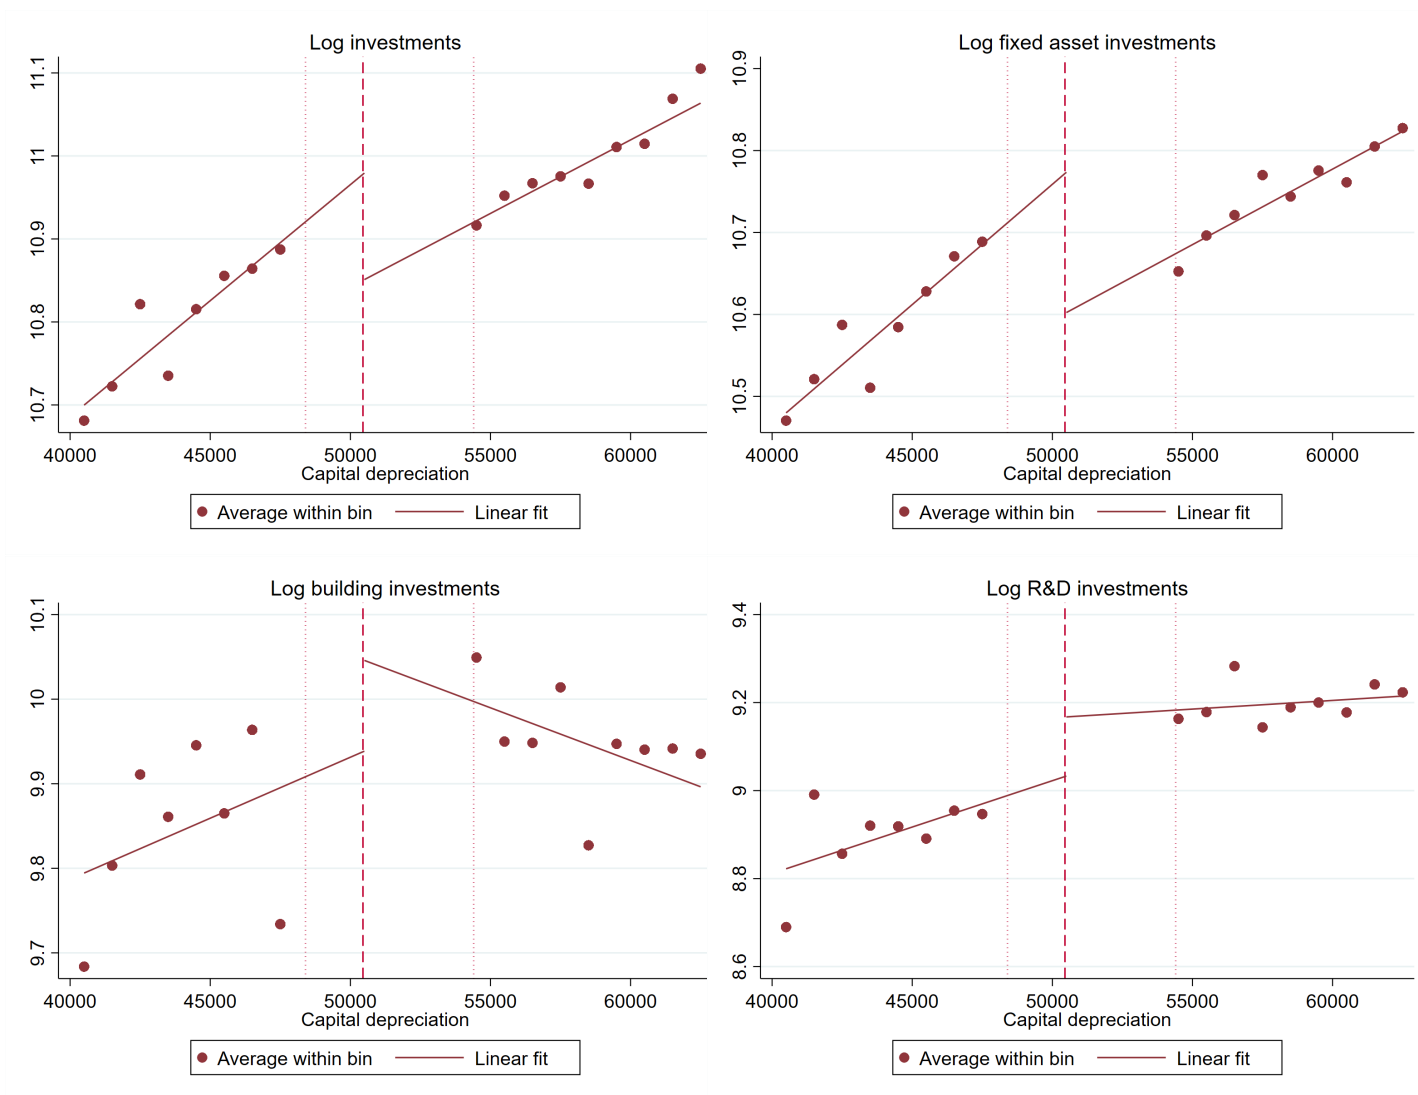 Log investments
11.1
11
10.9
10.8
10.7
40000 45000 50000 55000 60000
Capital depreciation
Average within bin Linear fit
Log fixed asset investments
10.9
10.8
10.7
10.6
10.5
40000 45000 50000 55000 60000
Capital depreciation
Average within bin Linear fit
Log building investments
10.1
10
9.9
9.8
9.7
40000 45000 50000 55000 60000
Capital depreciation
Average within bin Linear fit
Log R&D investments
9.4
9.2
9
8.8
8.6
40000 45000 50000 55000 60000
Capital depreciation
Average within bin Linear fit